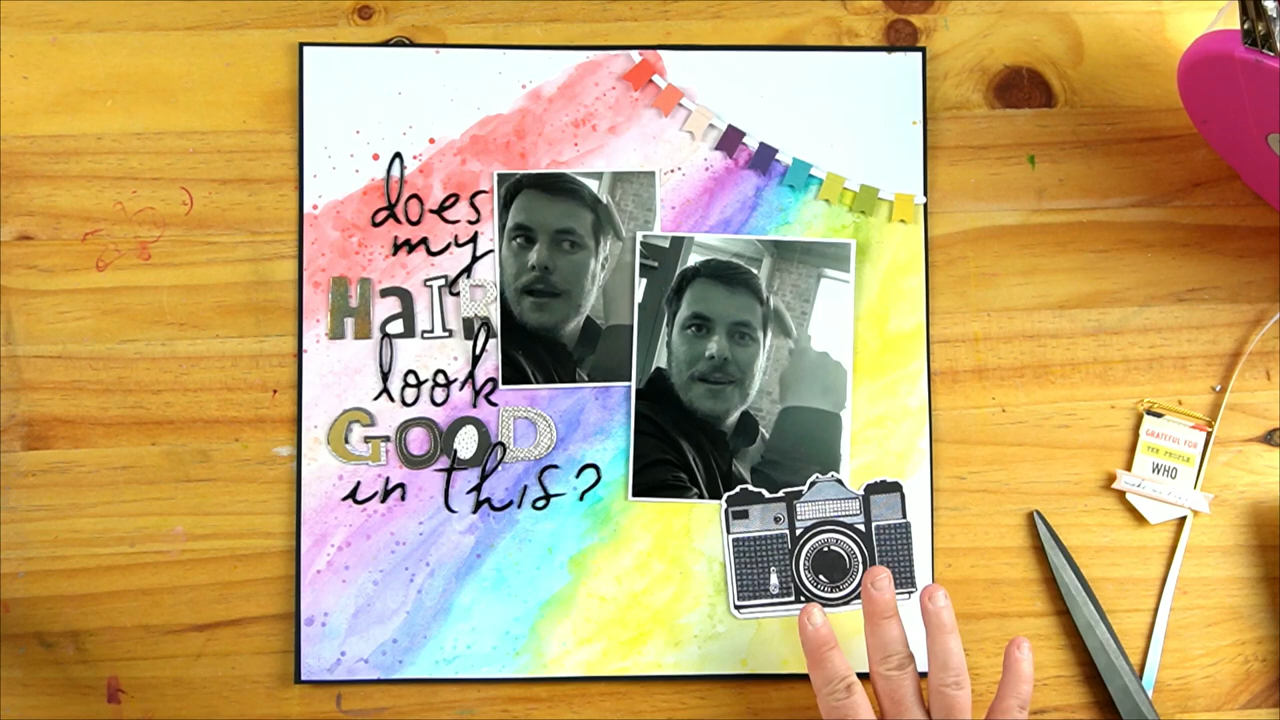 does
my
HaIR
look
GOOD
in this?
GRATEFUL FOR
THE PEOPLE
WHO